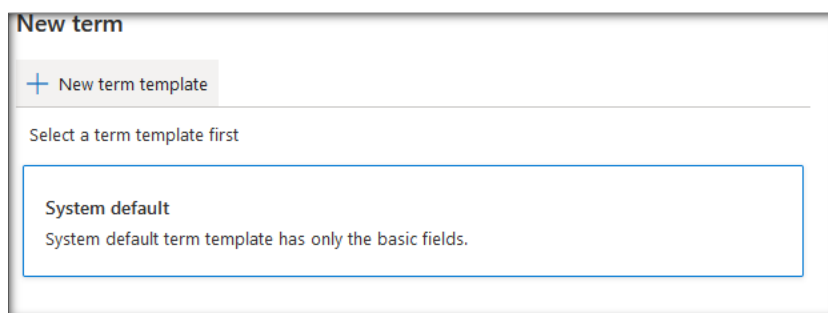 New term
New term template
Select a term template first
System default
System default term template has only the basic fields.